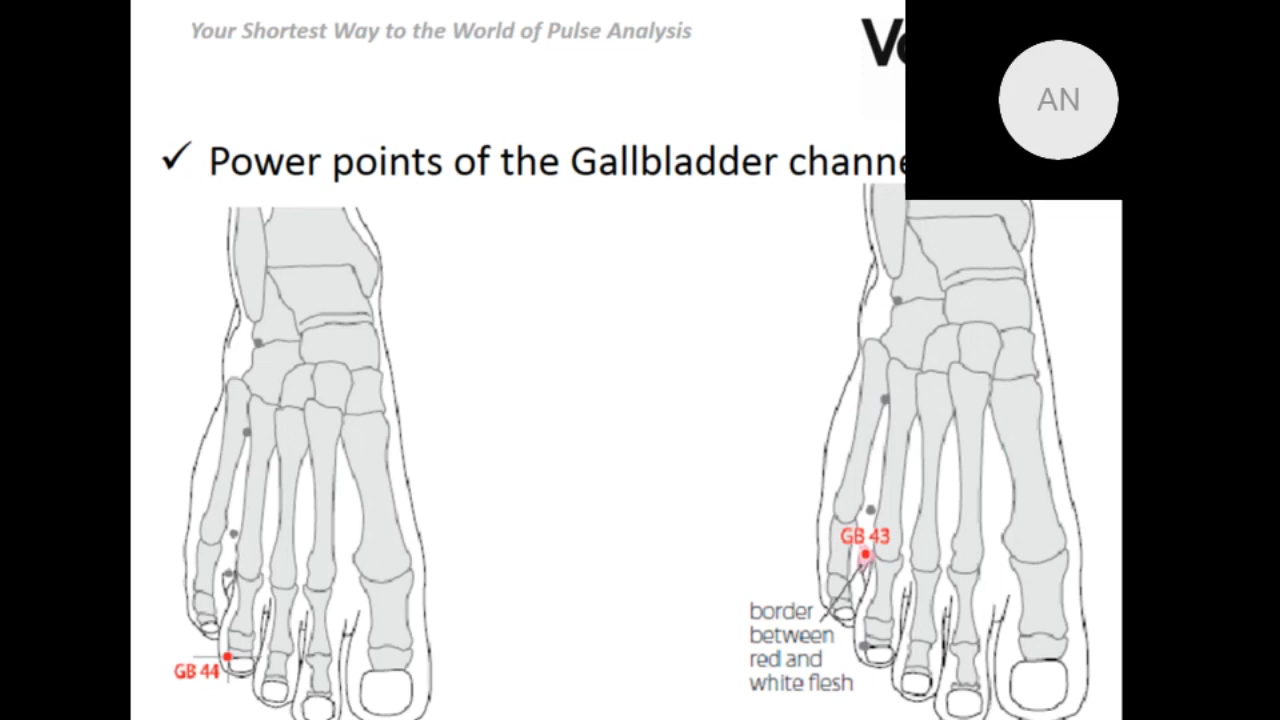 Your Shortest Way to the World of Pulse Analysis
AN
✓ Power points of the Gallbladder
GB 43
border
between
red and
white flesh
GB 44